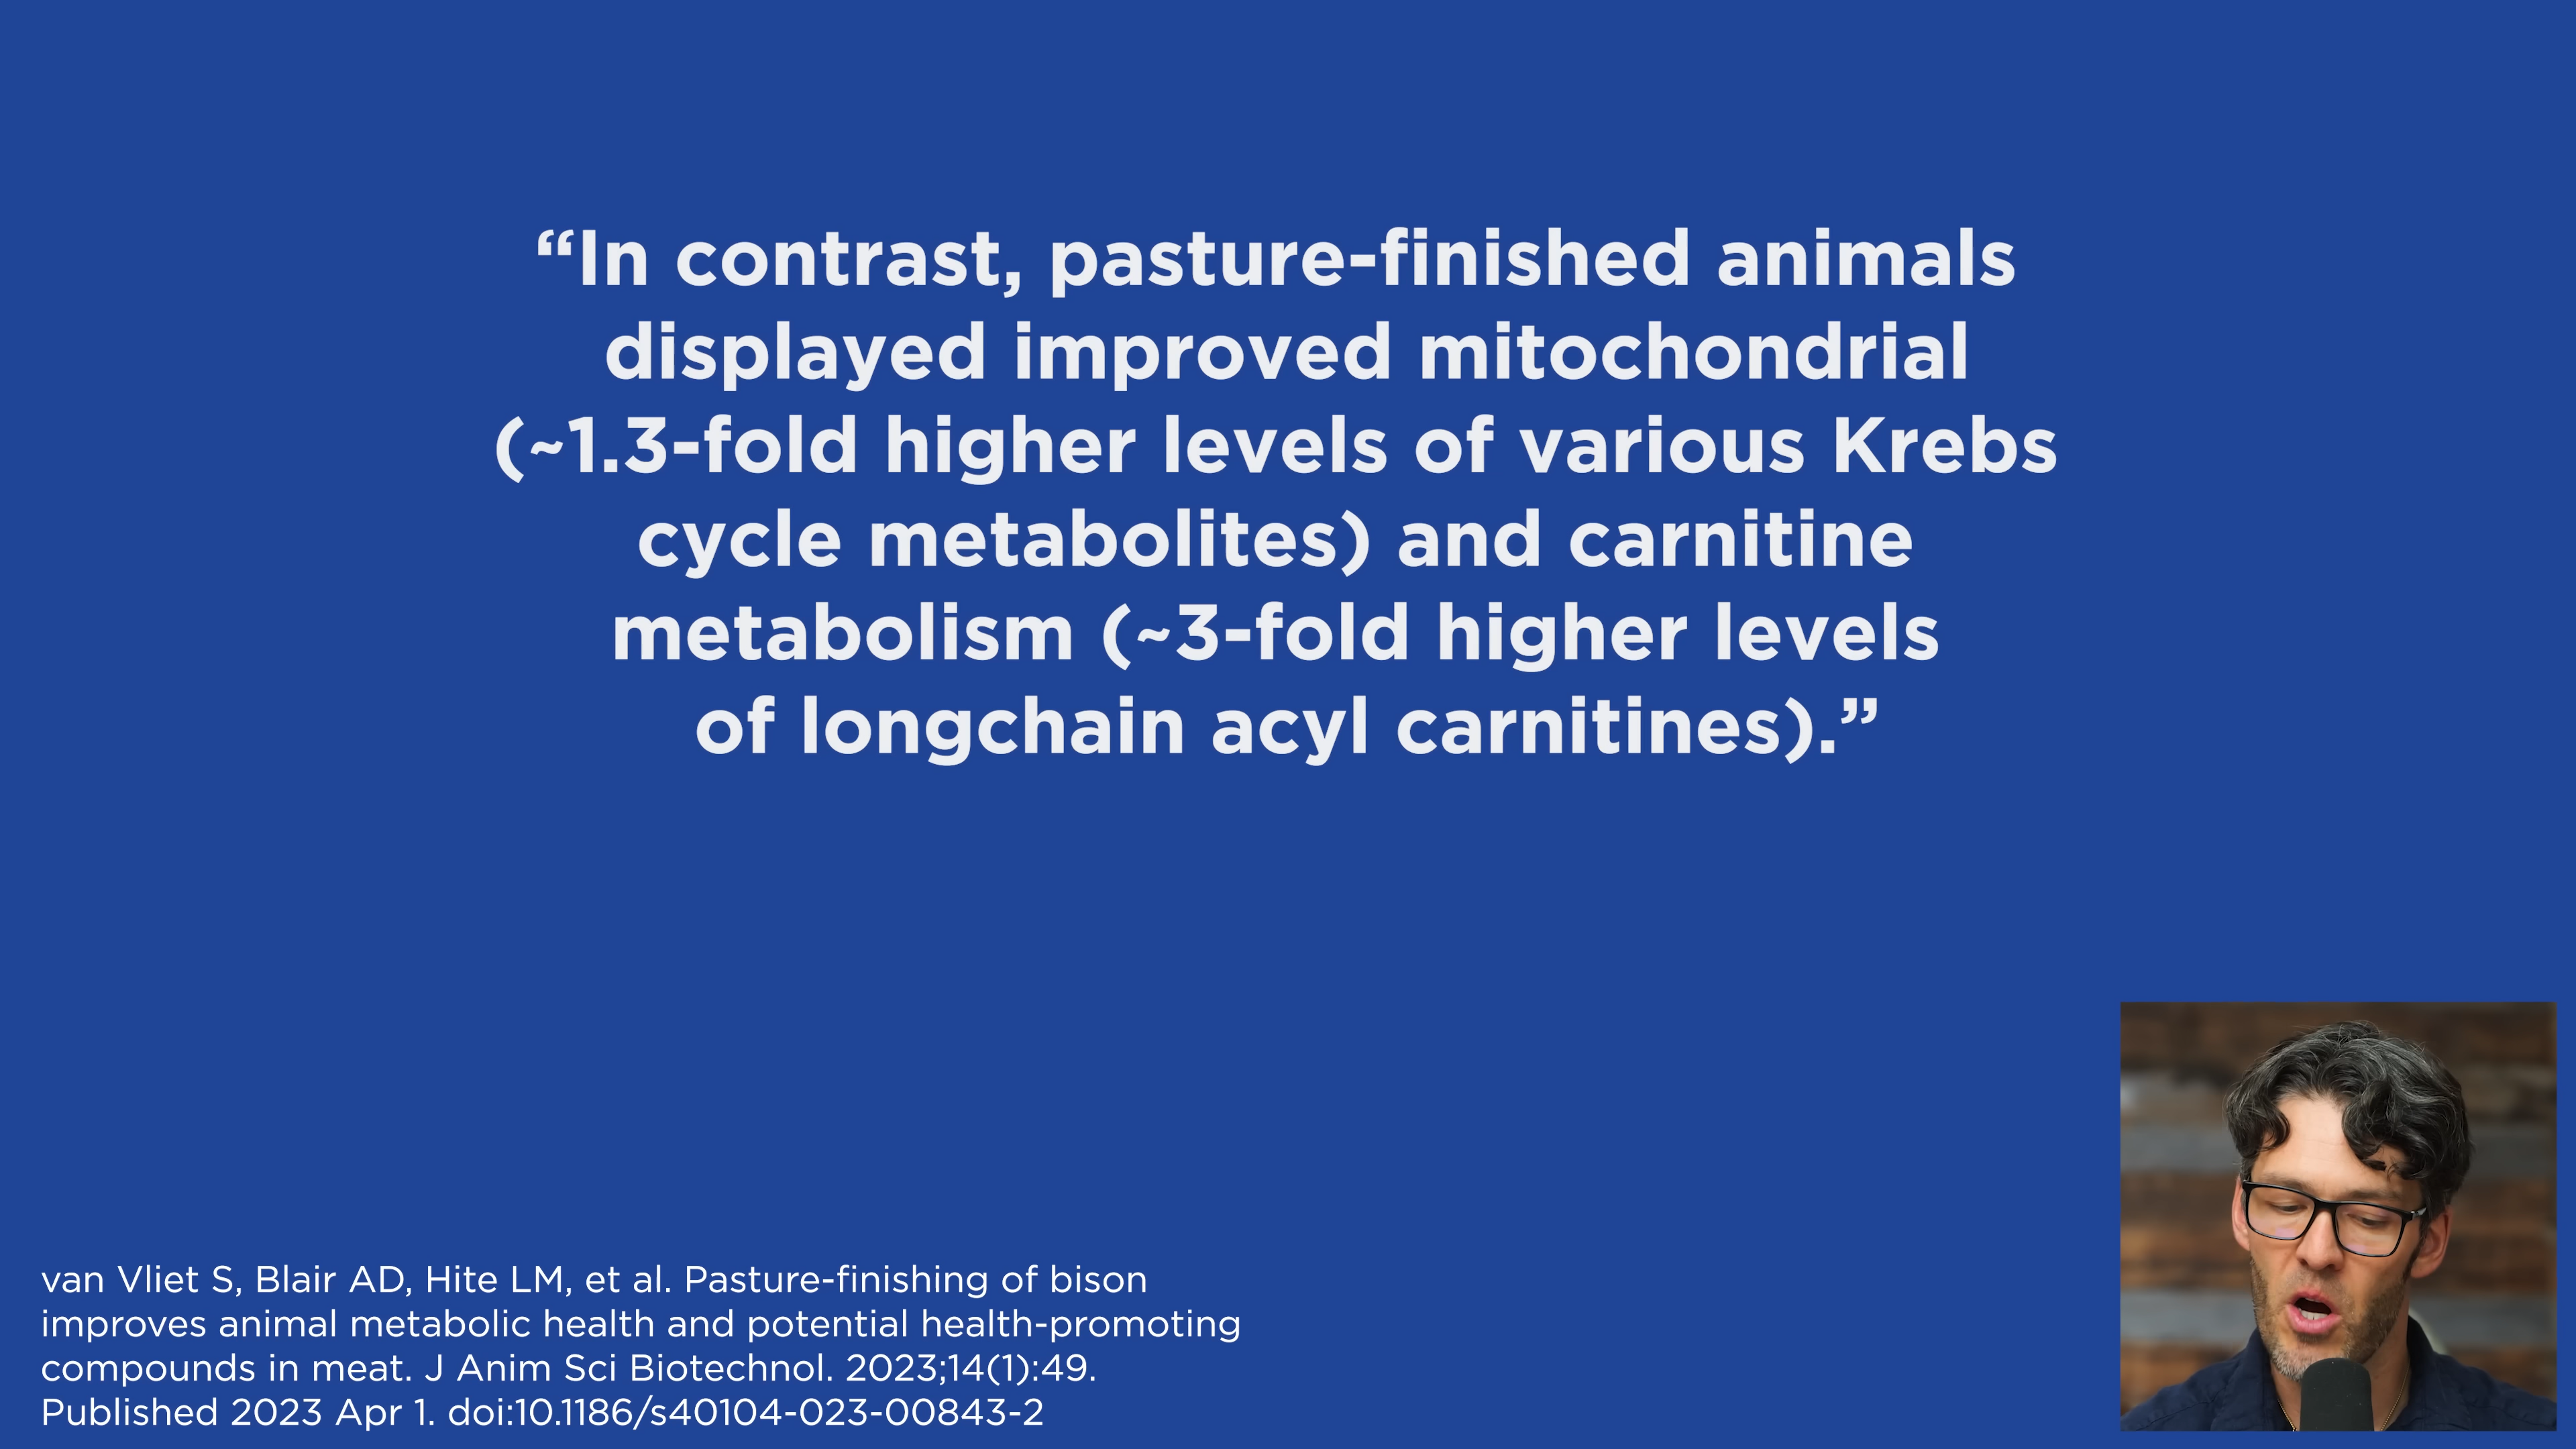 “In contrast, pasture-finished animals
displayed improved mitochondrial
(~1.3-fold higher levels of various Krebs
cycle metabolites) and carnitine
metabolism (~3-fold higher levels
of longchain acyl carnitines).”
van Vliet S, Blair AD, Hite LM, et al. Pasture-finishing of bison
improves animal metabolic health and potential health-promoting
compounds in meat. J Anim Sci Biotechnol. 2023;14(1):49.
Published 2023 Apr 1. doi:10.1186/s40104-023-00843-2